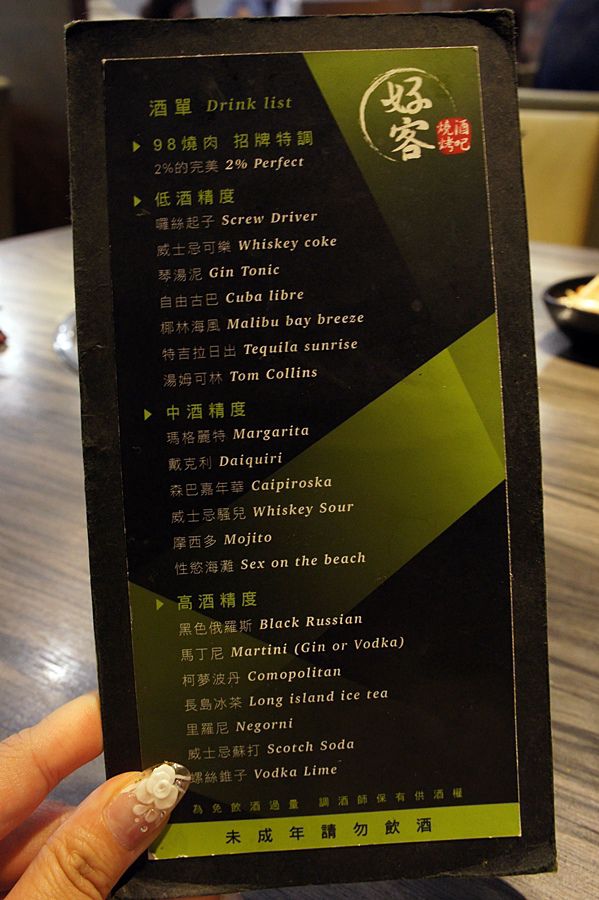 酒單 Drink list
好客
燒烤酒吧
98燒肉 招牌特調
2%的完美 2% Perfect
低酒精度
囉絲起子 Screw Driver
威士忌可樂 Whiskey coke
琴湯泥 Gin Tonic
自由古巴 Cuba libre
椰林海風 Malibu bay breeze
特吉拉日出 Tequila sunrise
湯姆可林 Tom Collins
中酒精度
瑪格麗特 Margarita
戴克利 Daiquiri
森巴嘉年華 Caipiroska
威士忌騷兒 Whiskey Sour
摩西多 Mojito
性慾海灘 Sex on the beach
高酒精度
黑色俄羅斯 Black Russian
馬丁尼 Martini (Gin or Vodka)
柯夢波丹 Comopolitan
長島冰茶 Long island ice tea
里羅尼 Negorni
威士忌蘇打 Scotch Soda
螺絲錐子 Vodka Lime
為免飲酒過量 調酒師保有供酒權
未成年請勿飲酒